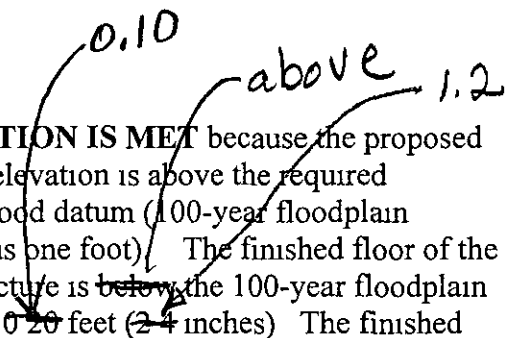 0.10
above
1.2
TION IS MET because the proposed
elevation is above the required
ood datum (100-year floodplain
us one foot) The finished floor of the
cture is below the 100-year floodplain
0 20 feet (2 4 inches) The finished